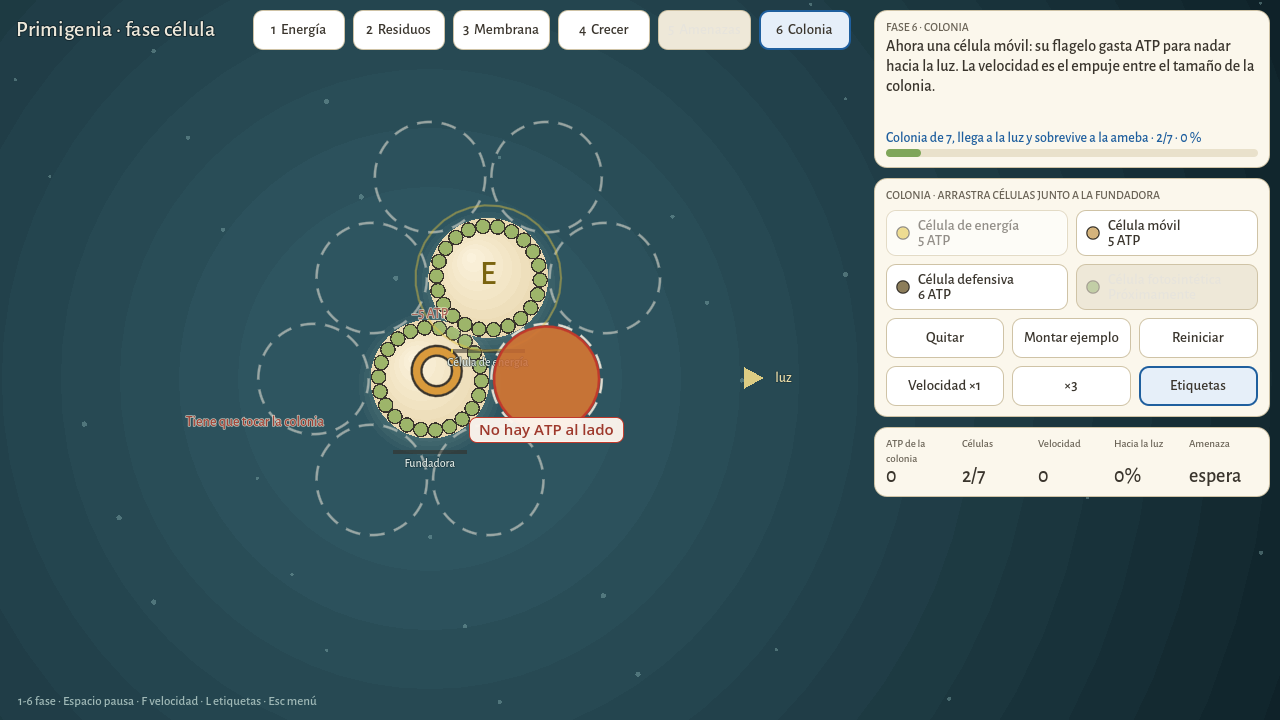 Primigenia · fase célula
1 Energía
2 Residuos
3 Membrana
4 Crecer
6 Colonia
FASE 6 · COLONIA
Ahora una célula móvil: su flagelo gasta ATP para nadar
hacia la luz. La velocidad es el empuje entre el tamaño de la
colonia.
Colonia de 7, llega a la luz y sobrevive a la ameba · 2/7 · 0 %
COLONIA · ARRASTRA CÉLULAS JUNTO A LA FUNDADORA
Célula de energía
5 ATP
Célula móvil
5 ATP
Célula defensiva
6 ATP
Quitar
Montar ejemplo
Reiniciar
Velocidad ×1
×3
Etiquetas
ATP de la
colonia
0
Células
2/7
Velocidad
0
Hacia la luz
0%
Amenaza
espera
E
−5 ATP
Célula de energía
luz
Tiene que tocar la colonia
No hay ATP al lado
Fundadora
1-6 fase · Espacio pausa · F velocidad · L etiquetas · Esc menú